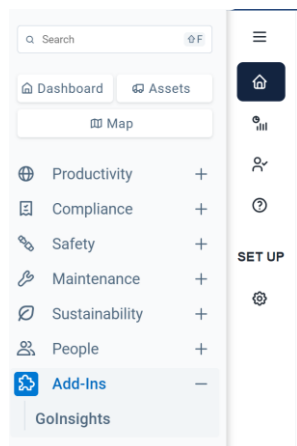 Search ⇧ F
Dashboard Assets
Map
Productivity
Compliance
Safety
Maintenance
Sustainability
People
Add-Ins
GoInsights
SET UP